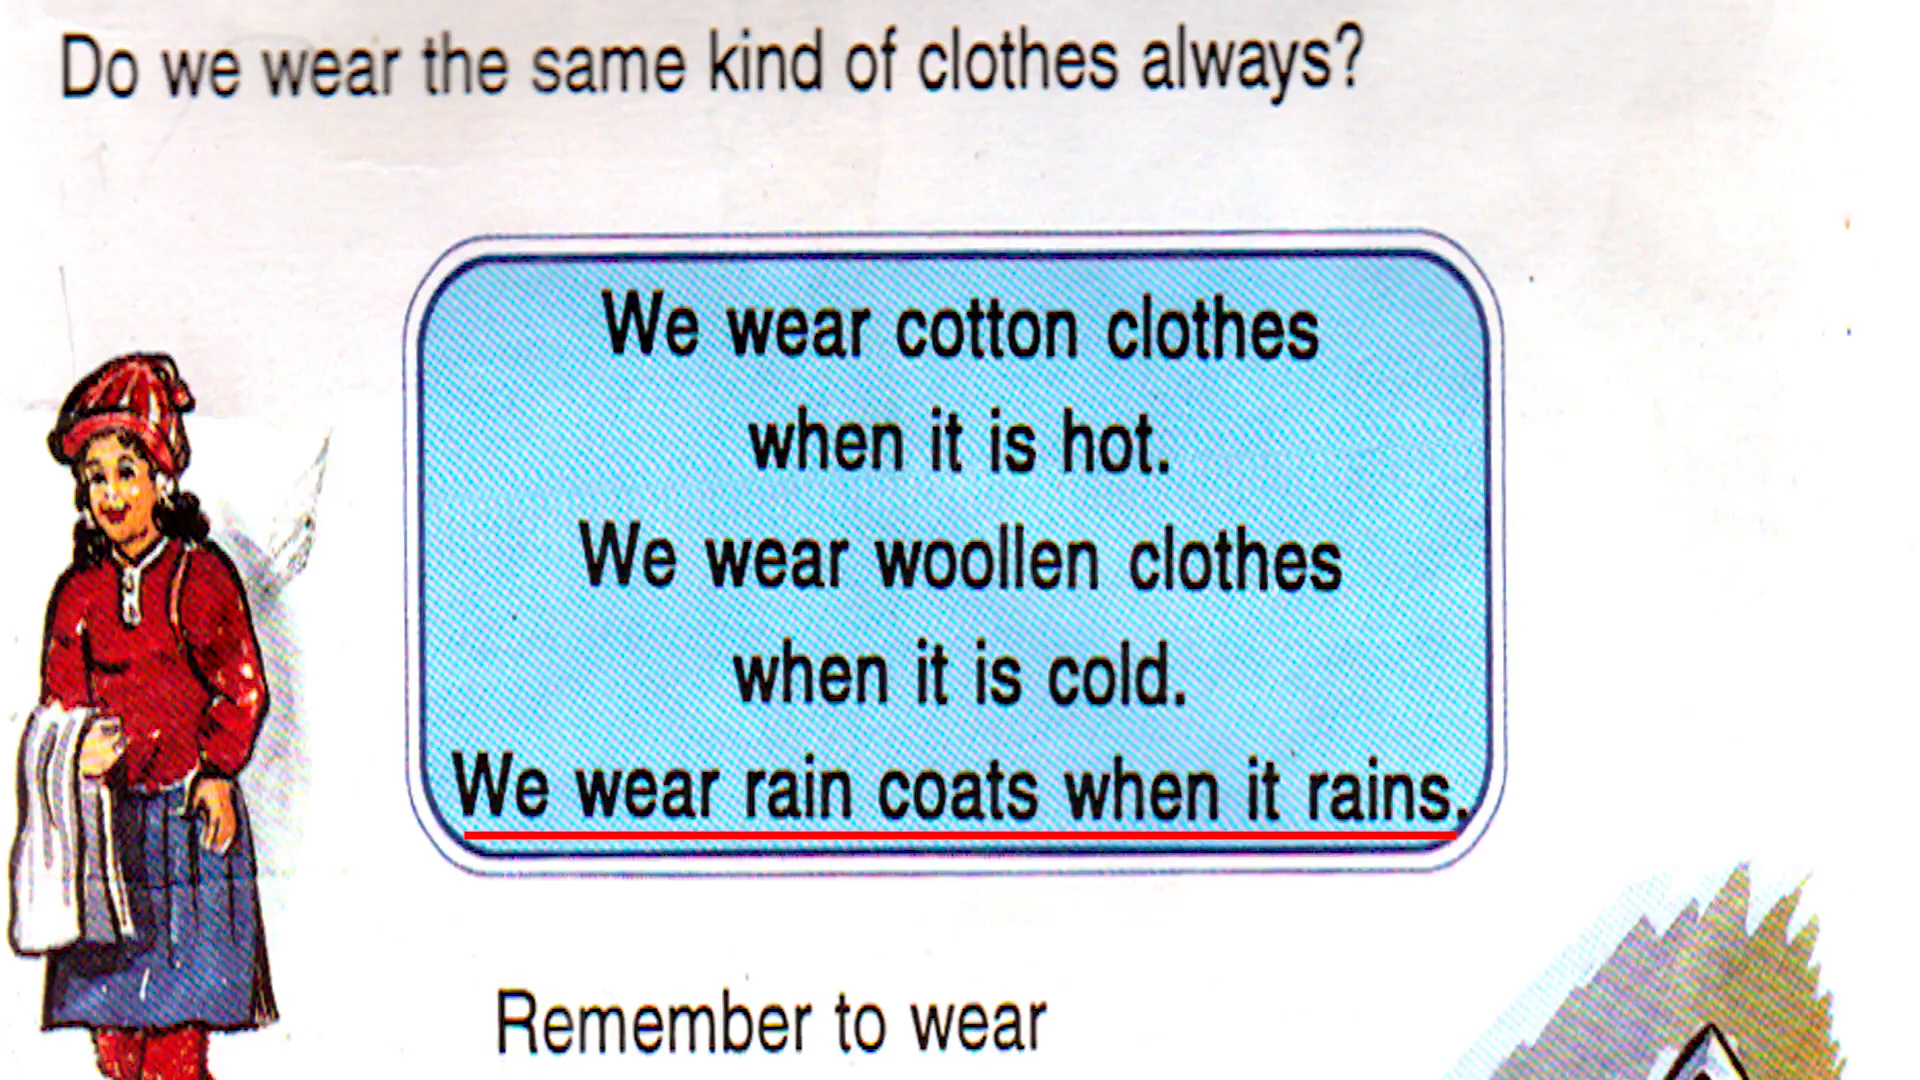 Do we wear the same kind of clothes always?
We wear cotton clothes
when it is hot.
We wear woollen clothes
when it is cold.
We wear rain coats when it rains.
Remember to wear